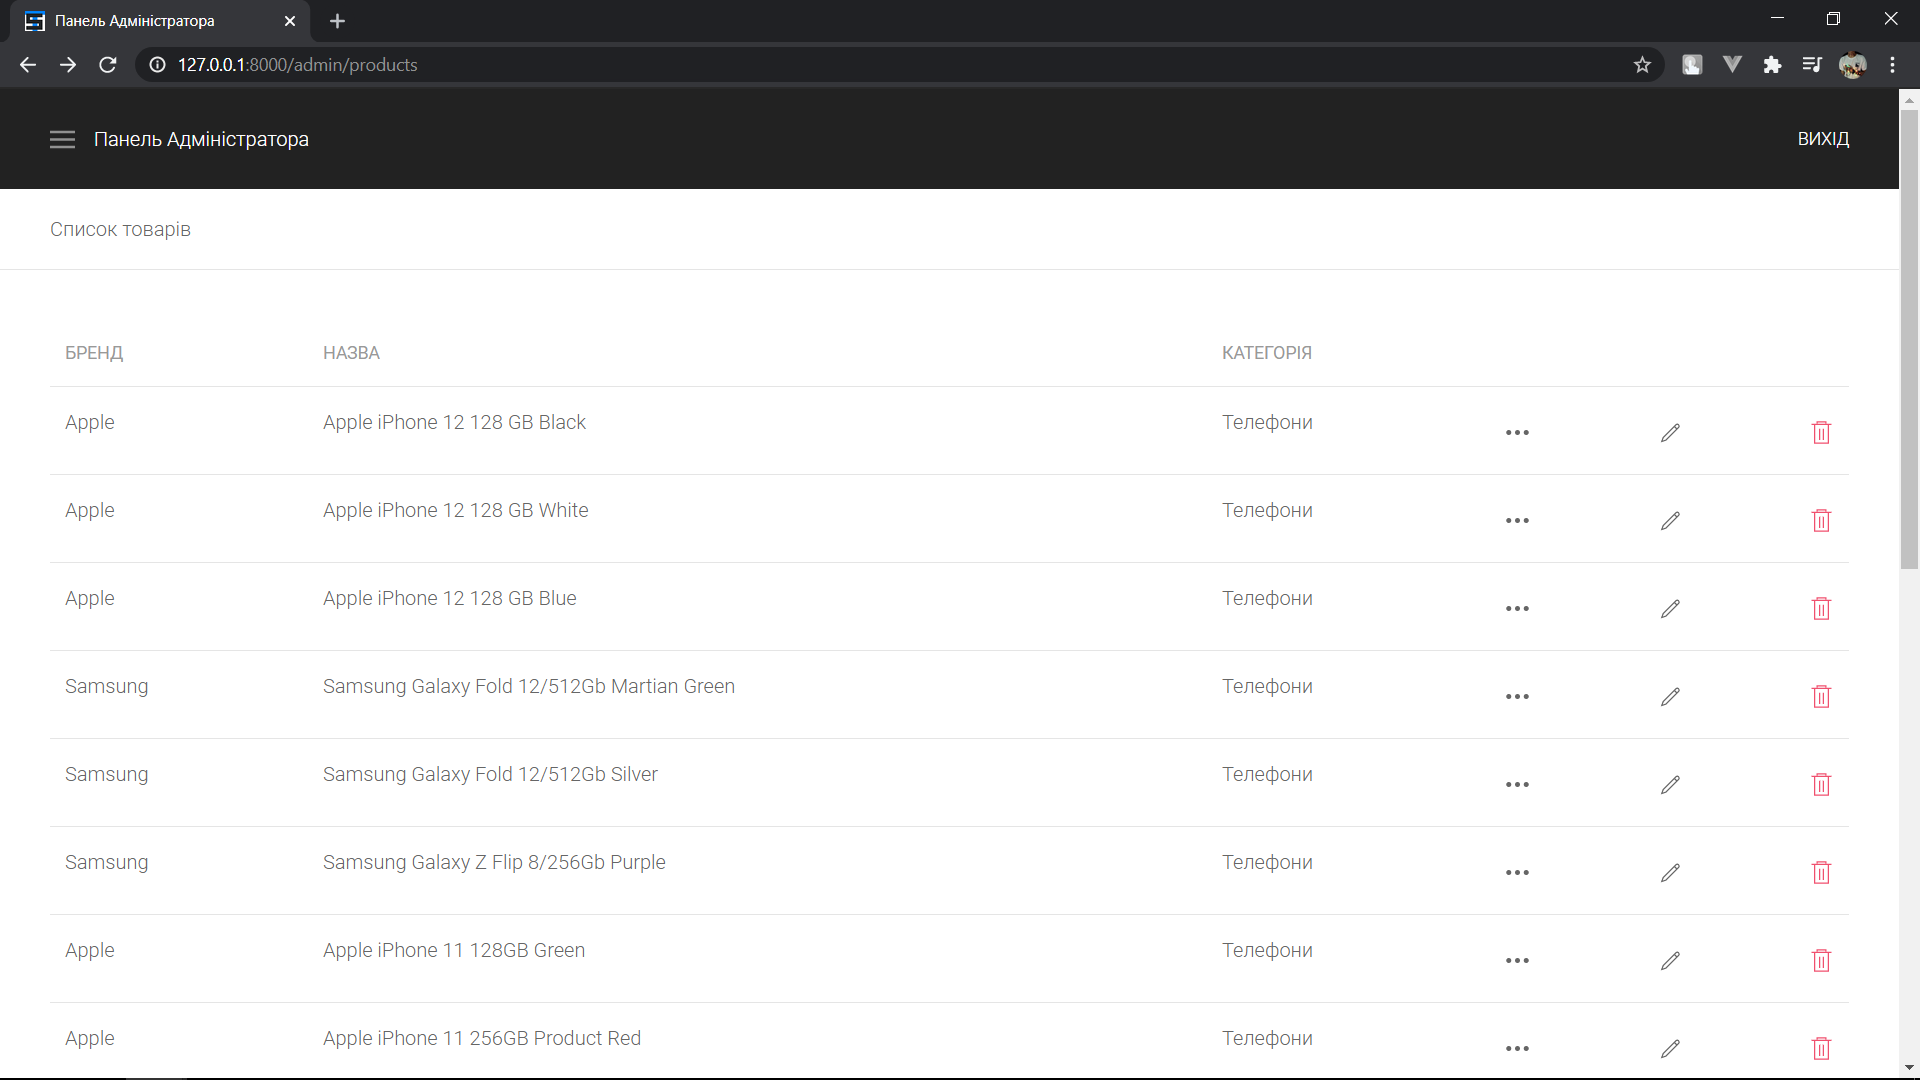 Панель Адміністратора
127.0.0.1:8000/admin/products
Панель Адміністратора
ВИХІД
Список товарів
БРЕНД НАЗВА КАТЕГОРІЯ
Apple Apple iPhone 12 128 GB Black Телефони
Apple Apple iPhone 12 128 GB White Телефони
Apple Apple iPhone 12 128 GB Blue Телефони
Samsung Samsung Galaxy Fold 12/512Gb Martian Green Телефони
Samsung Samsung Galaxy Fold 12/512Gb Silver Телефони
Samsung Samsung Galaxy Z Flip 8/256Gb Purple Телефони
Apple Apple iPhone 11 128GB Green Телефони
Apple Apple iPhone 11 256GB Product Red Телефони